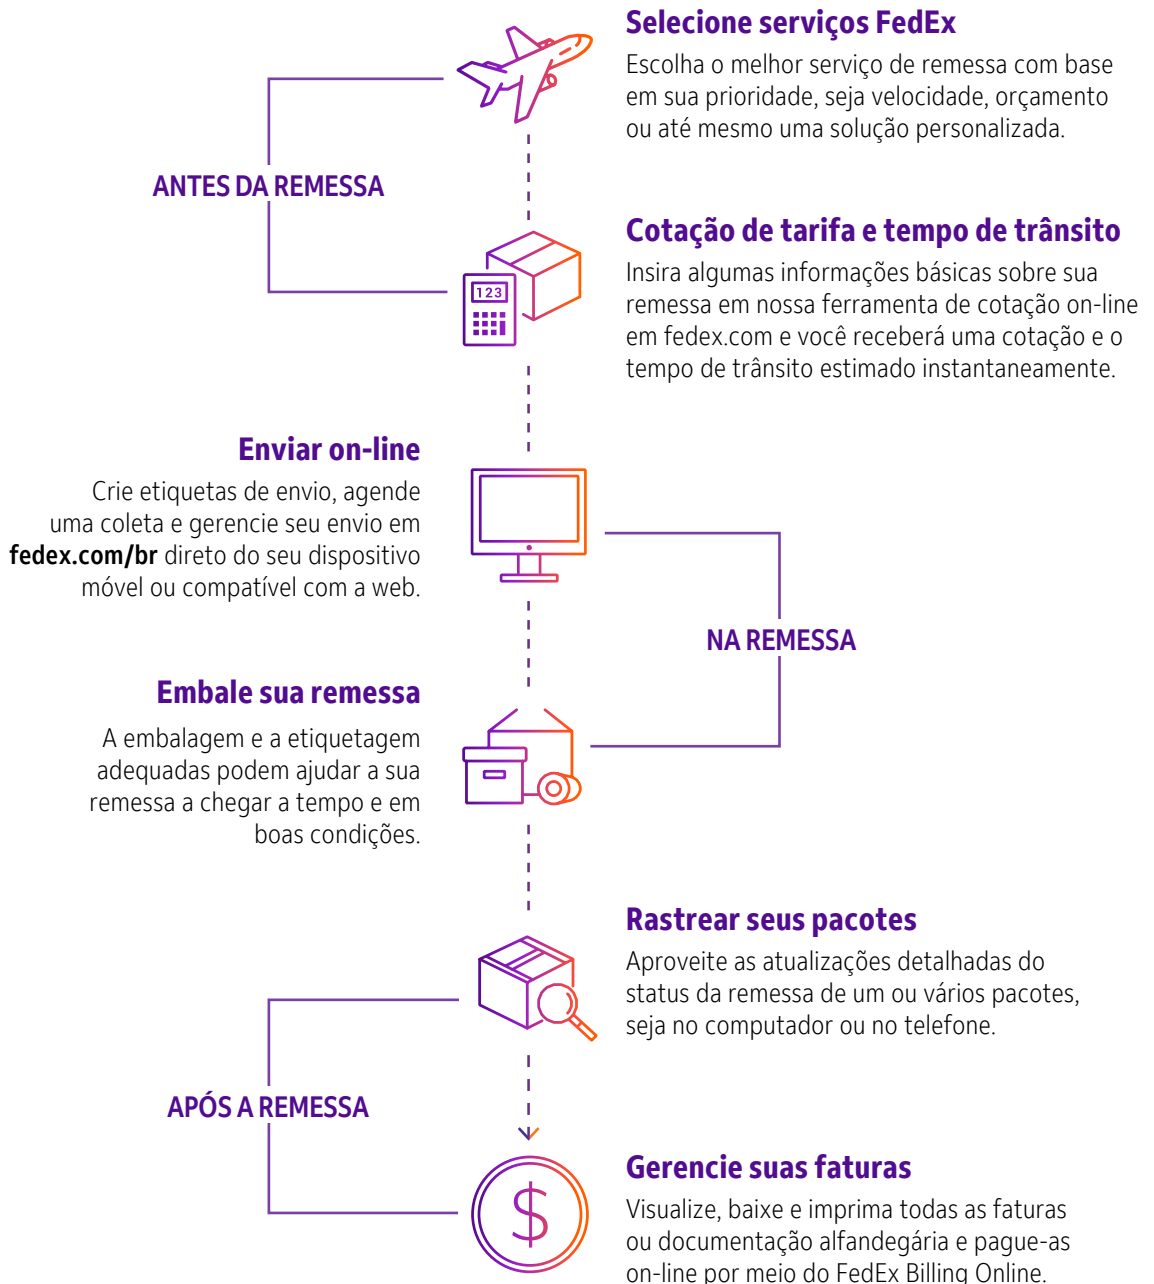 Selecione serviços FedEx
Escolha o melhor serviço de remessa com base
em sua prioridade, seja velocidade, orçamento
ou até mesmo uma solução personalizada.
ANTES DA REMESSA
Cotação de tarifa e tempo de trânsito
Insira algumas informações básicas sobre sua
remessa em nossa ferramenta de cotação on-line
em fedex.com e você receberá uma cotação e o
tempo de trânsito estimado instantaneamente.
123
Enviar on-line
Crie etiquetas de envio, agende
uma coleta e gerencie seu envio em
fedex.com/br direto do seu dispositivo
móvel ou compatível com a web.
NA REMESSA
Embale sua remessa
A embalagem e a etiquetagem
adequadas podem ajudar a sua
remessa a chegar a tempo e em
boas condições.
Rastrear seus pacotes
Aproveite as atualizações detalhadas do
status da remessa de um ou vários pacotes,
seja no computador ou no telefone.
APÓS A REMESSA
$
Gerencie suas faturas
Visualize, baixe e imprima todas as faturas
ou documentação alfandegária e pague-as
on-line por meio do FedEx Billing Online.